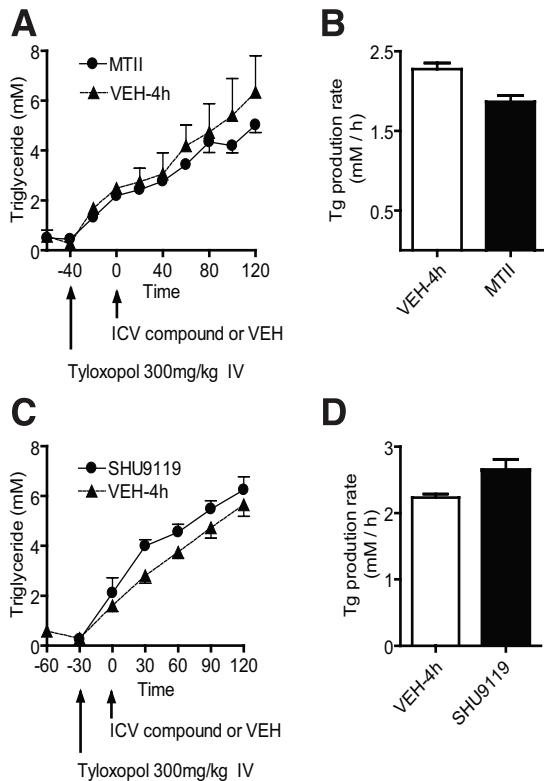 A
MTII
VEH-4h
Triglyceride (mM)
8
6
4
2
0
-40
0
40
80
120
Time
ICV compound or VEH
Tyloxopol 300mg/kg IV
B
Tg prodution rate
(mM / h)
2.5
1.5
0.5
VEH-4h
MTII
C
SHU9119
VEH-4h
Triglyceride (mM)
8
6
4
2
0
-60
-30
0
30
60
90
120
Time
ICV compound or VEH
Tyloxopol 300mg/kg IV
D
Tg production rate
(mM / h)
3
2
1
0
VEH-4h
SHU9119